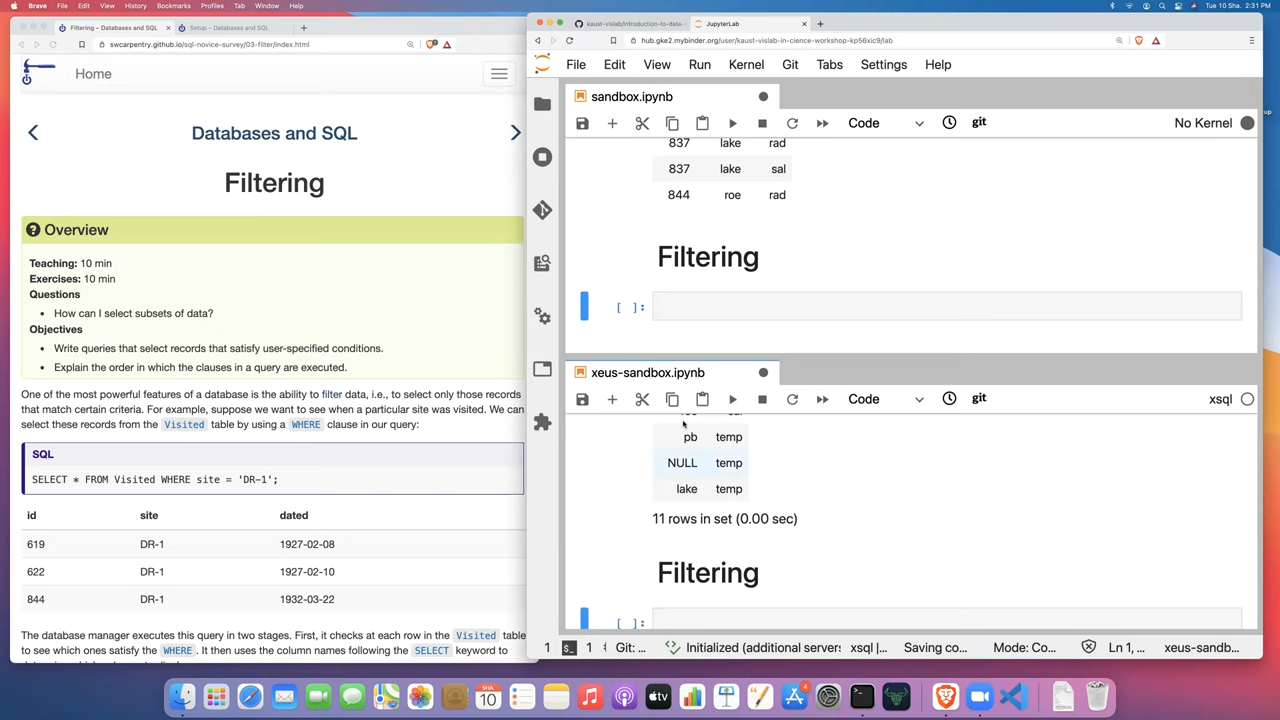 Brave File Edit View History Bookmarks Profiles Tab Window Help
Tue 10 Sha. 2:31 PM
Filtering – Databases and SQL
Setup – Databases and SQL
swcarpentry.github.io/sql-novice-survey/03-filter/index.html
Home
Databases and SQL
Filtering
Overview
Teaching: 10 min
Exercises: 10 min
Questions
How can I select subsets of data?
Objectives
Write queries that select records that satisfy user-specified conditions.
Explain the order in which the clauses in a query are executed.
One of the most powerful features of a database is the ability to filter data, i.e., to select only those records
that match certain criteria. For example, suppose we want to see when a particular site was visited. We can
select these records from the Visited table by using a WHERE clause in our query:
SQL
SELECT * FROM Visited WHERE site = 'DR-1';
id site dated
619 DR-1 1927-02-08
622 DR-1 1927-02-10
844 DR-1 1932-03-22
The database manager executes this query in two stages. First, it checks at each row in the Visited table
to see which ones satisfy the WHERE . It then uses the column names following the SELECT keyword to
kaust-vislab/introduction-to-data-
JupyterLab
hub.gke2.mybinder.org/user/kaust-vislab-in-cience-workshop-kp56xic9/lab
File Edit View Run Kernel Git Tabs Settings Help
sandbox.ipynb
Code
git
No Kernel
837 lake rad
837 lake sal
844 roe rad
Filtering
[ ]:
xeus-sandbox.ipynb
Code
git
xsql
pb temp
NULL temp
lake temp
11 rows in set (0.00 sec)
Filtering
[ ]:
1 $_ 1 Git: ... Initialized (additional servers xsql |... Saving co... Mode: Co... Ln 1, ... xeus-sandb...
4
SHA
10